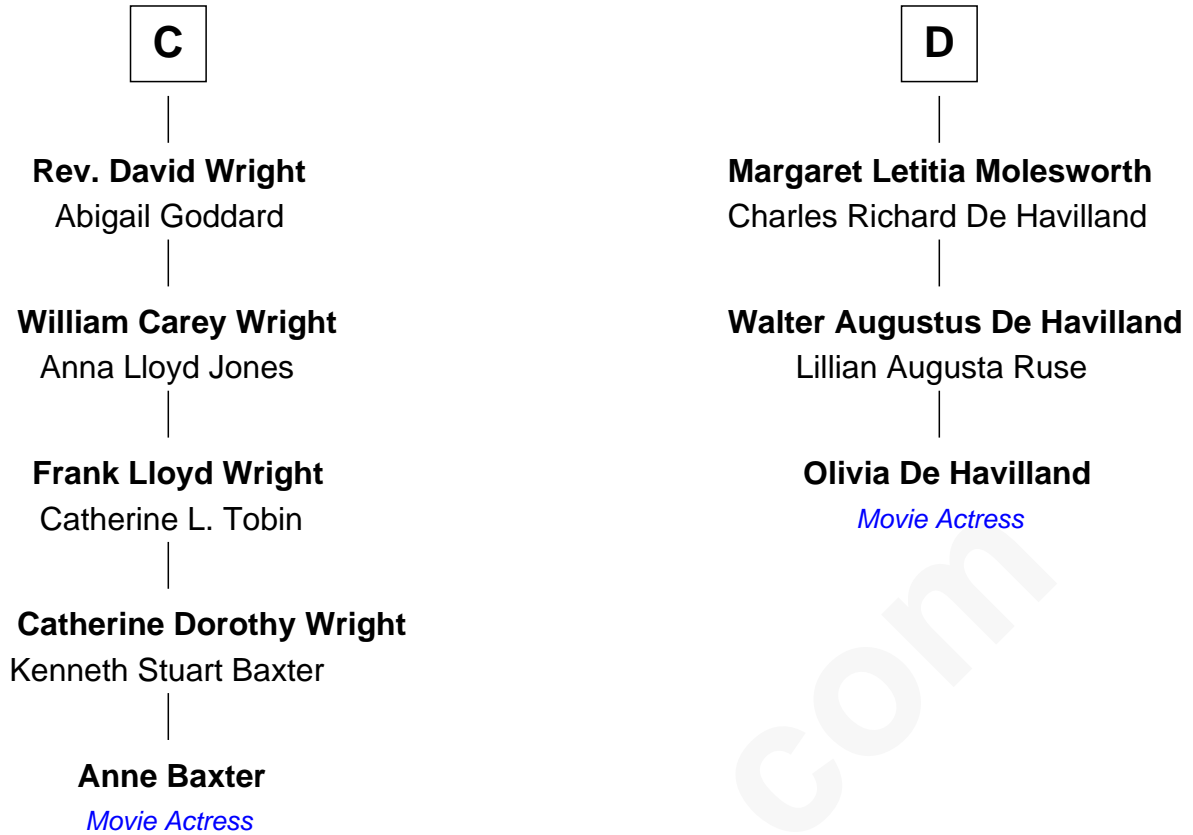 C
Rev. David Wright
Abigail Goddard
William Carey Wright
Anna Lloyd Jones
Frank Lloyd Wright
Catherine L. Tobin
Catherine Dorothy Wright
Kenneth Stuart Baxter
Anne Baxter
Movie Actress
D
Margaret Letitia Molesworth
Charles Richard De Havilland
Walter Augustus De Havilland
Lillian Augusta Ruse
Olivia De Havilland
Movie Actress
com